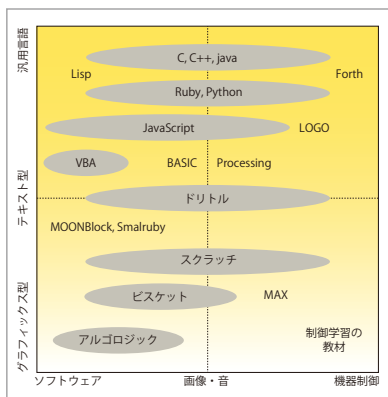 汎用言語
C, C++, java
Lisp
Forth
Ruby, Python
JavaScript
LOGO
VBA
BASIC
Processing
テキスト型
ドリトル
MOONBlock, Smalruby
スクラッチ
ビスケット
MAX
グラフィックス型
アルゴロジック
制御学習の
教材
ソフトウェア
画像・音
機器制御